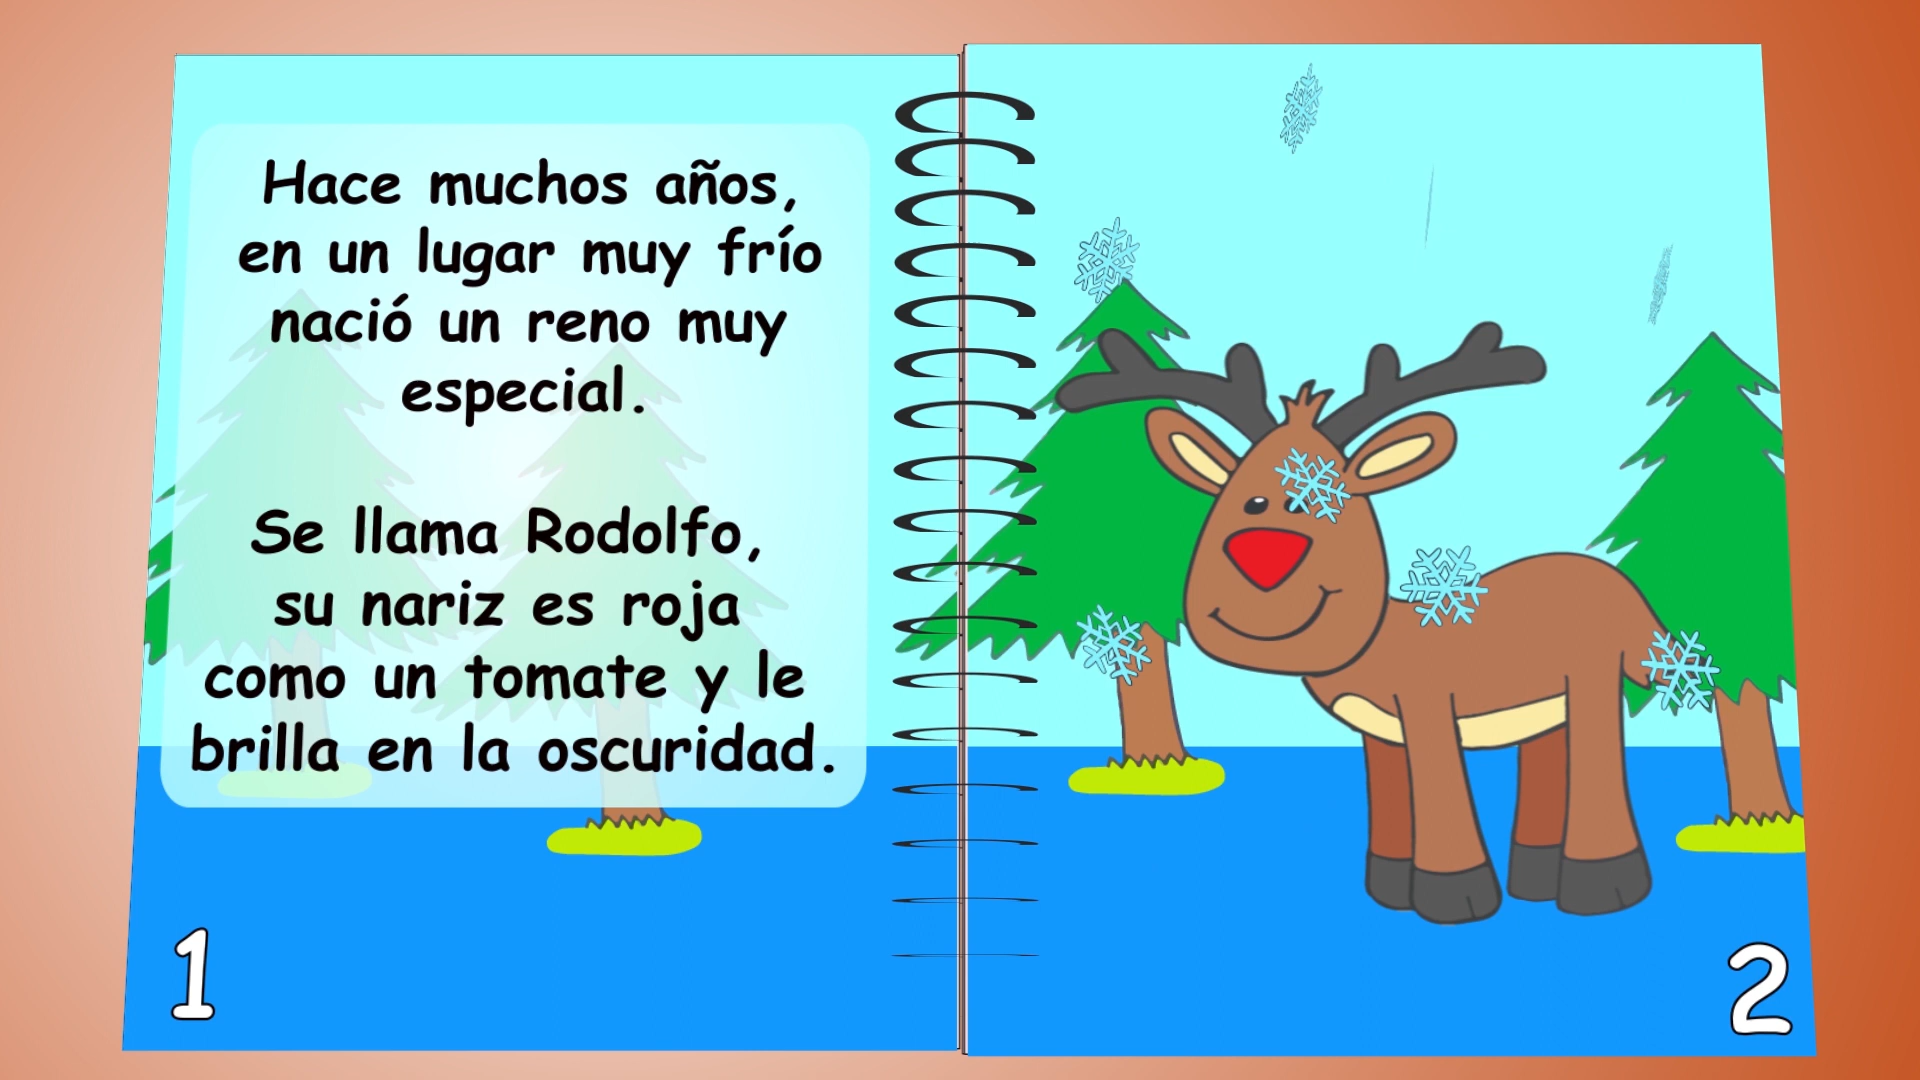 Hace muchos años,
en un lugar muy frío
nació un reno muy
especial.
Se llama Rodolfo,
su nariz es roja
como un tomate y le
brilla en la oscuridad.
1
2